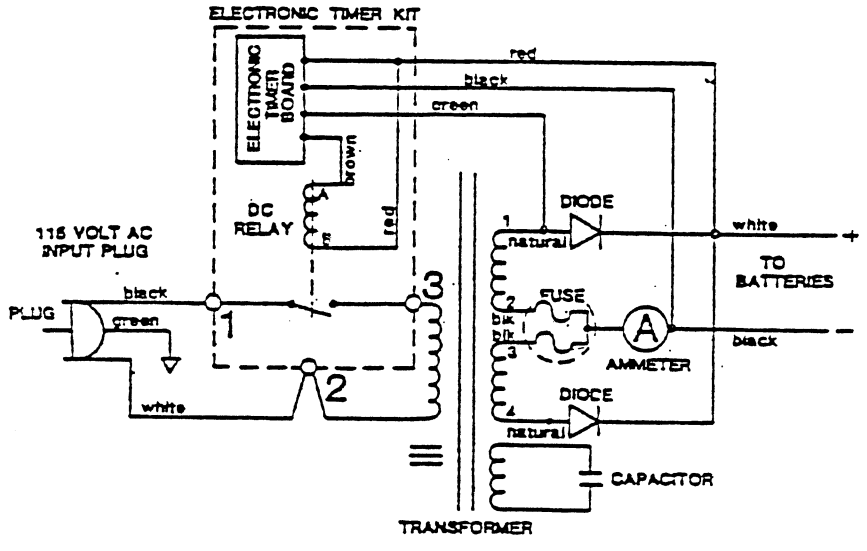 ELECTRONIC TIMER KIT
ELECTRONIC
TIMER
BOARD
red
black
creen
brown
red
A
B
DC
RELAY
115 VOLT AC
INPUT PLUG
PLUG
black
creen
white
1
2
3
1
natural
DIODE
white
+
TO
BATTERIES
2
blk
FUSE
blk
3
A
AMMETER
black
−
DIODE
4
natural
CAPACITOR
TRANSFORMER